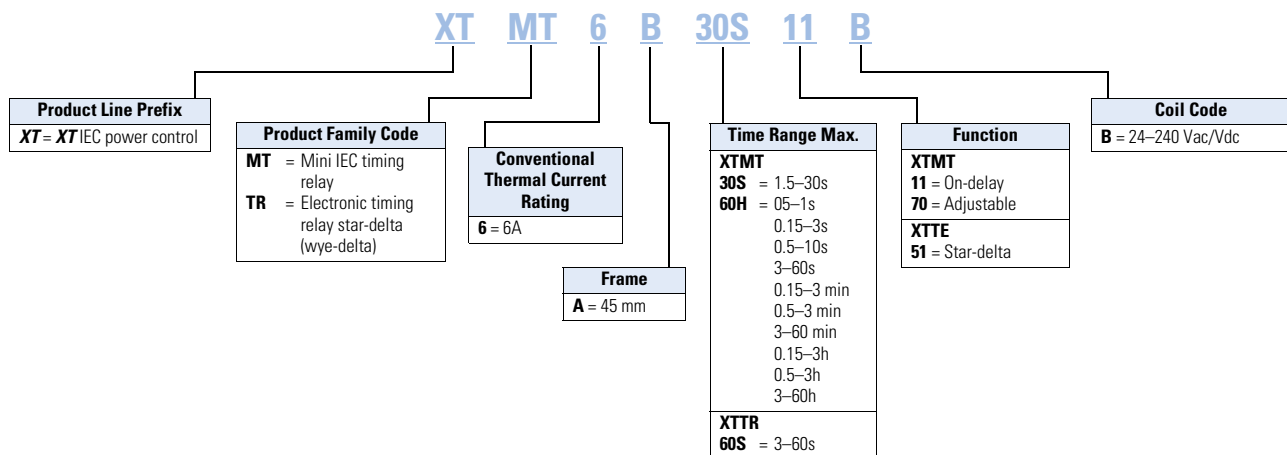 XT MT 6 B 30S 11 B
Product Line Prefix
XT = XT IEC power control
Product Family Code
MT = Mini IEC timing
relay
TR = Electronic timing
relay star-delta
(wye-delta)
Conventional
Thermal Current
Rating
6 = 6A
Frame
A = 45 mm
Time Range Max.
XTMT
30S = 1.5–30s
60H = 05–1s
0.15–3s
0.5–10s
3–60s
0.15–3 min
0.5–3 min
3–60 min
0.15–3h
0.5–3h
3–60h
XTTR
60S = 3–60s
Function
XTMT
11 = On-delay
70 = Adjustable
XTTE
51 = Star-delta
Coil Code
B = 24–240 Vac/Vdc